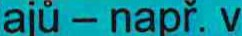 ajů – např. v